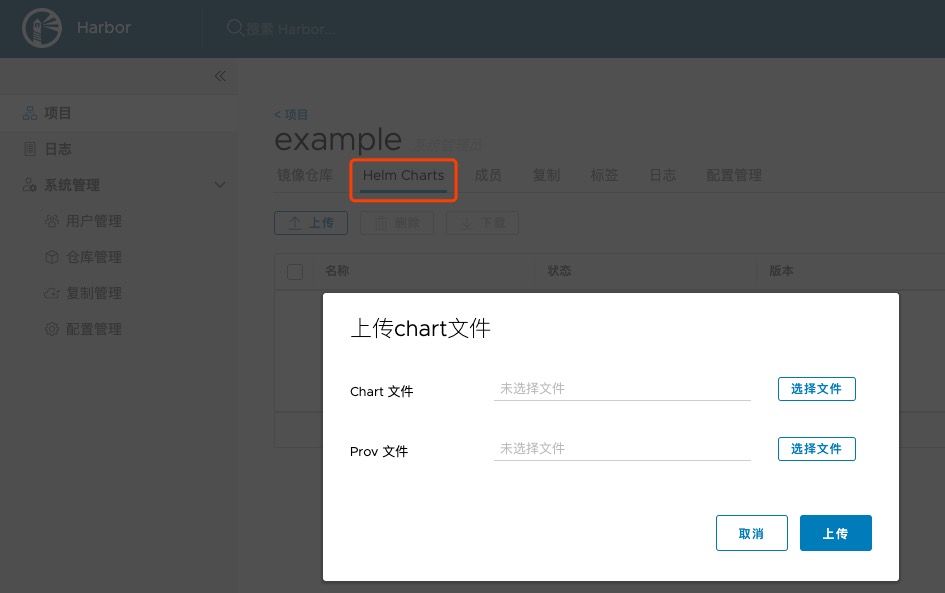 Harbor
搜索 Harbor...
项目
日志
系统管理
用户管理
仓库管理
复制管理
配置管理
< 项目
example 系统管理员
镜像仓库 Helm Charts 成员 复制 标签 日志 配置管理
上传 删除 下载
名称 状态 版本
上传chart文件
Chart 文件 未选择文件 选择文件
Prov 文件 未选择文件 选择文件
取消 上传